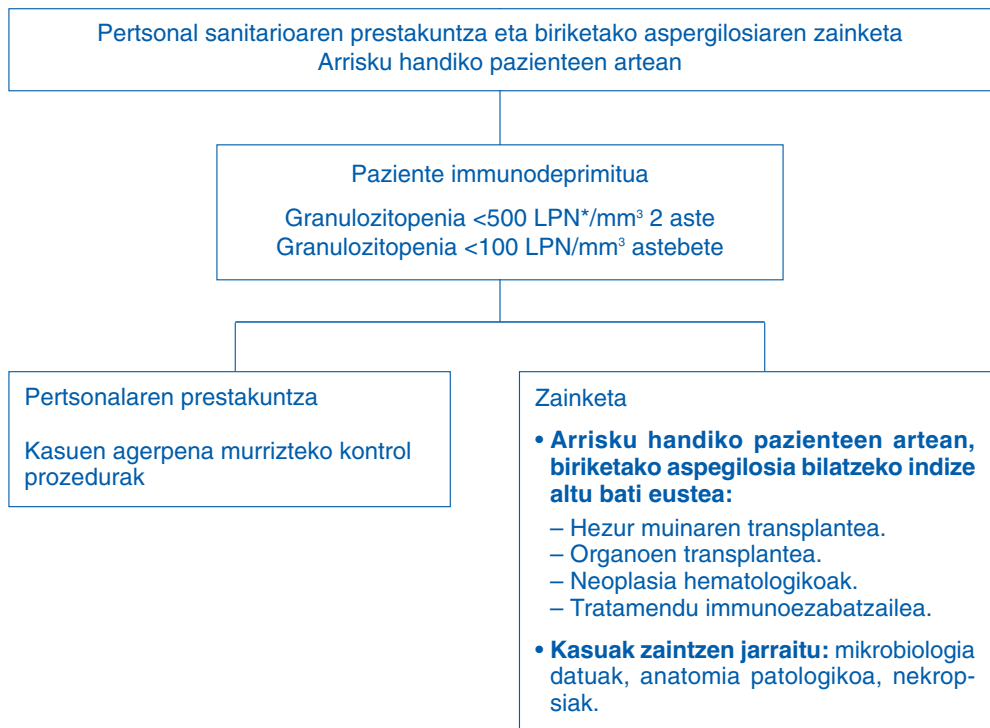 Pertsonal sanitarioaren prestakuntza eta biriketako aspergilosiaren zainketa
Arrisku handiko pazienteen artean
Paziente immunodeprimitua
Granulozitopenia <500 LPN*/mm³ 2 aste
Granulozitopenia <100 LPN/mm³ astebete
Pertsonalaren prestakuntza
Kasuen agerpena murrizteko kontrol
prozedurak
Zainketa
• Arrisku handiko pazienteen artean,
biriketako aspegilosia bilatzeko indize
altu bati eustea:
– Hezur muinaren transplantea.
– Organoen transplantea.
– Neoplasia hematologikoak.
– Tratamendu immunoezabatzailea.
• Kasuak zaintzen jarraitu: mikrobiologia
datuak, anatomia patologikoa, nekrop-
siak.